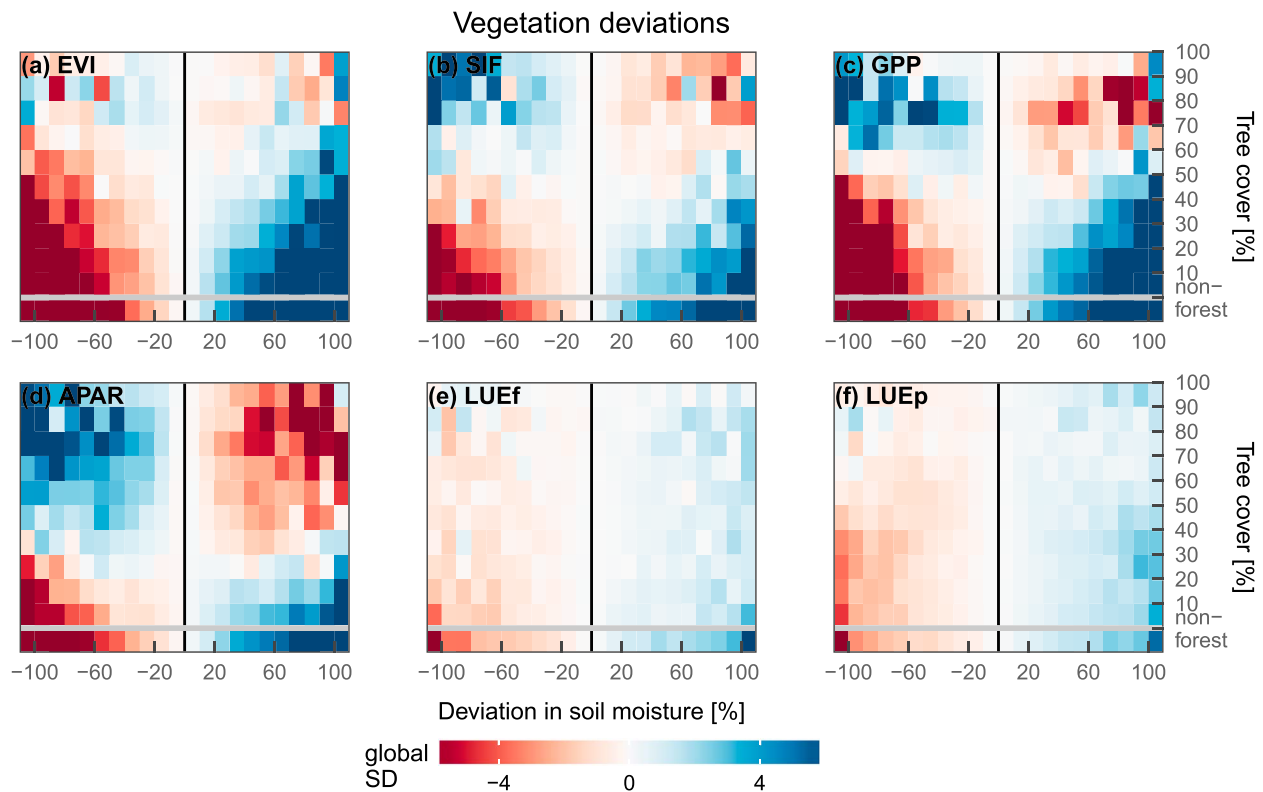 Vegetation deviations
(a) EVI
(b) SIF
(c) GPP
100
90
80
70
60
50
40
30
20
10
non−
forest
Tree cover [%]
−100 −60 −20 20 60 100
−100 −60 −20 20 60 100
−100 −60 −20 20 60 100
(d) APAR
(e) LUEf
(f) LUEp
100
90
80
70
60
50
40
30
20
10
non−
forest
Tree cover [%]
−100 −60 −20 20 60 100
−100 −60 −20 20 60 100
−100 −60 −20 20 60 100
Deviation in soil moisture [%]
global
SD
−4 0 4